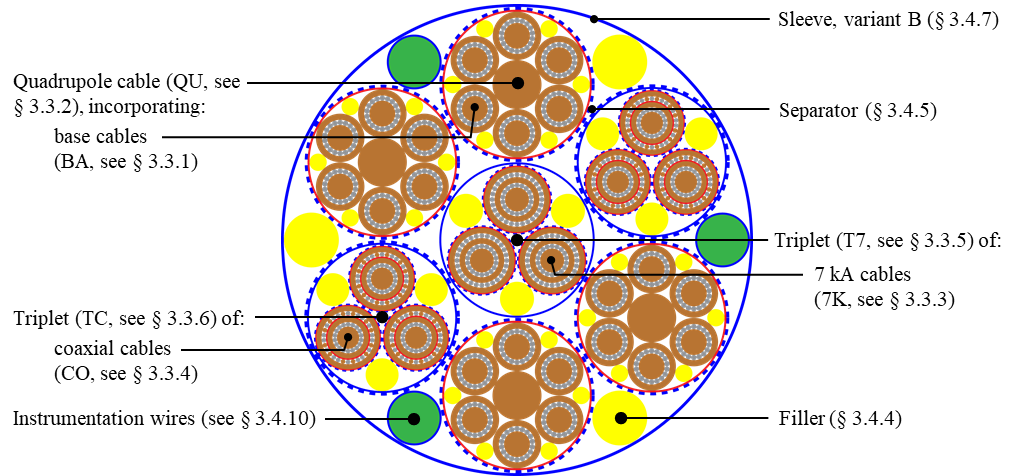 Sleeve, variant B (§ 3.4.7)
Quadrupole cable (QU, see
§ 3.3.2), incorporating:
base cables
(BA, see § 3.3.1)
Separator (§ 3.4.5)
Triplet (T7, see § 3.3.5) of:
7 kA cables
(7K, see § 3.3.3)
Triplet (TC, see § 3.3.6) of:
coaxial cables
(CO, see § 3.3.4)
Instrumentation wires (see § 3.4.10)
Filler (§ 3.4.4)